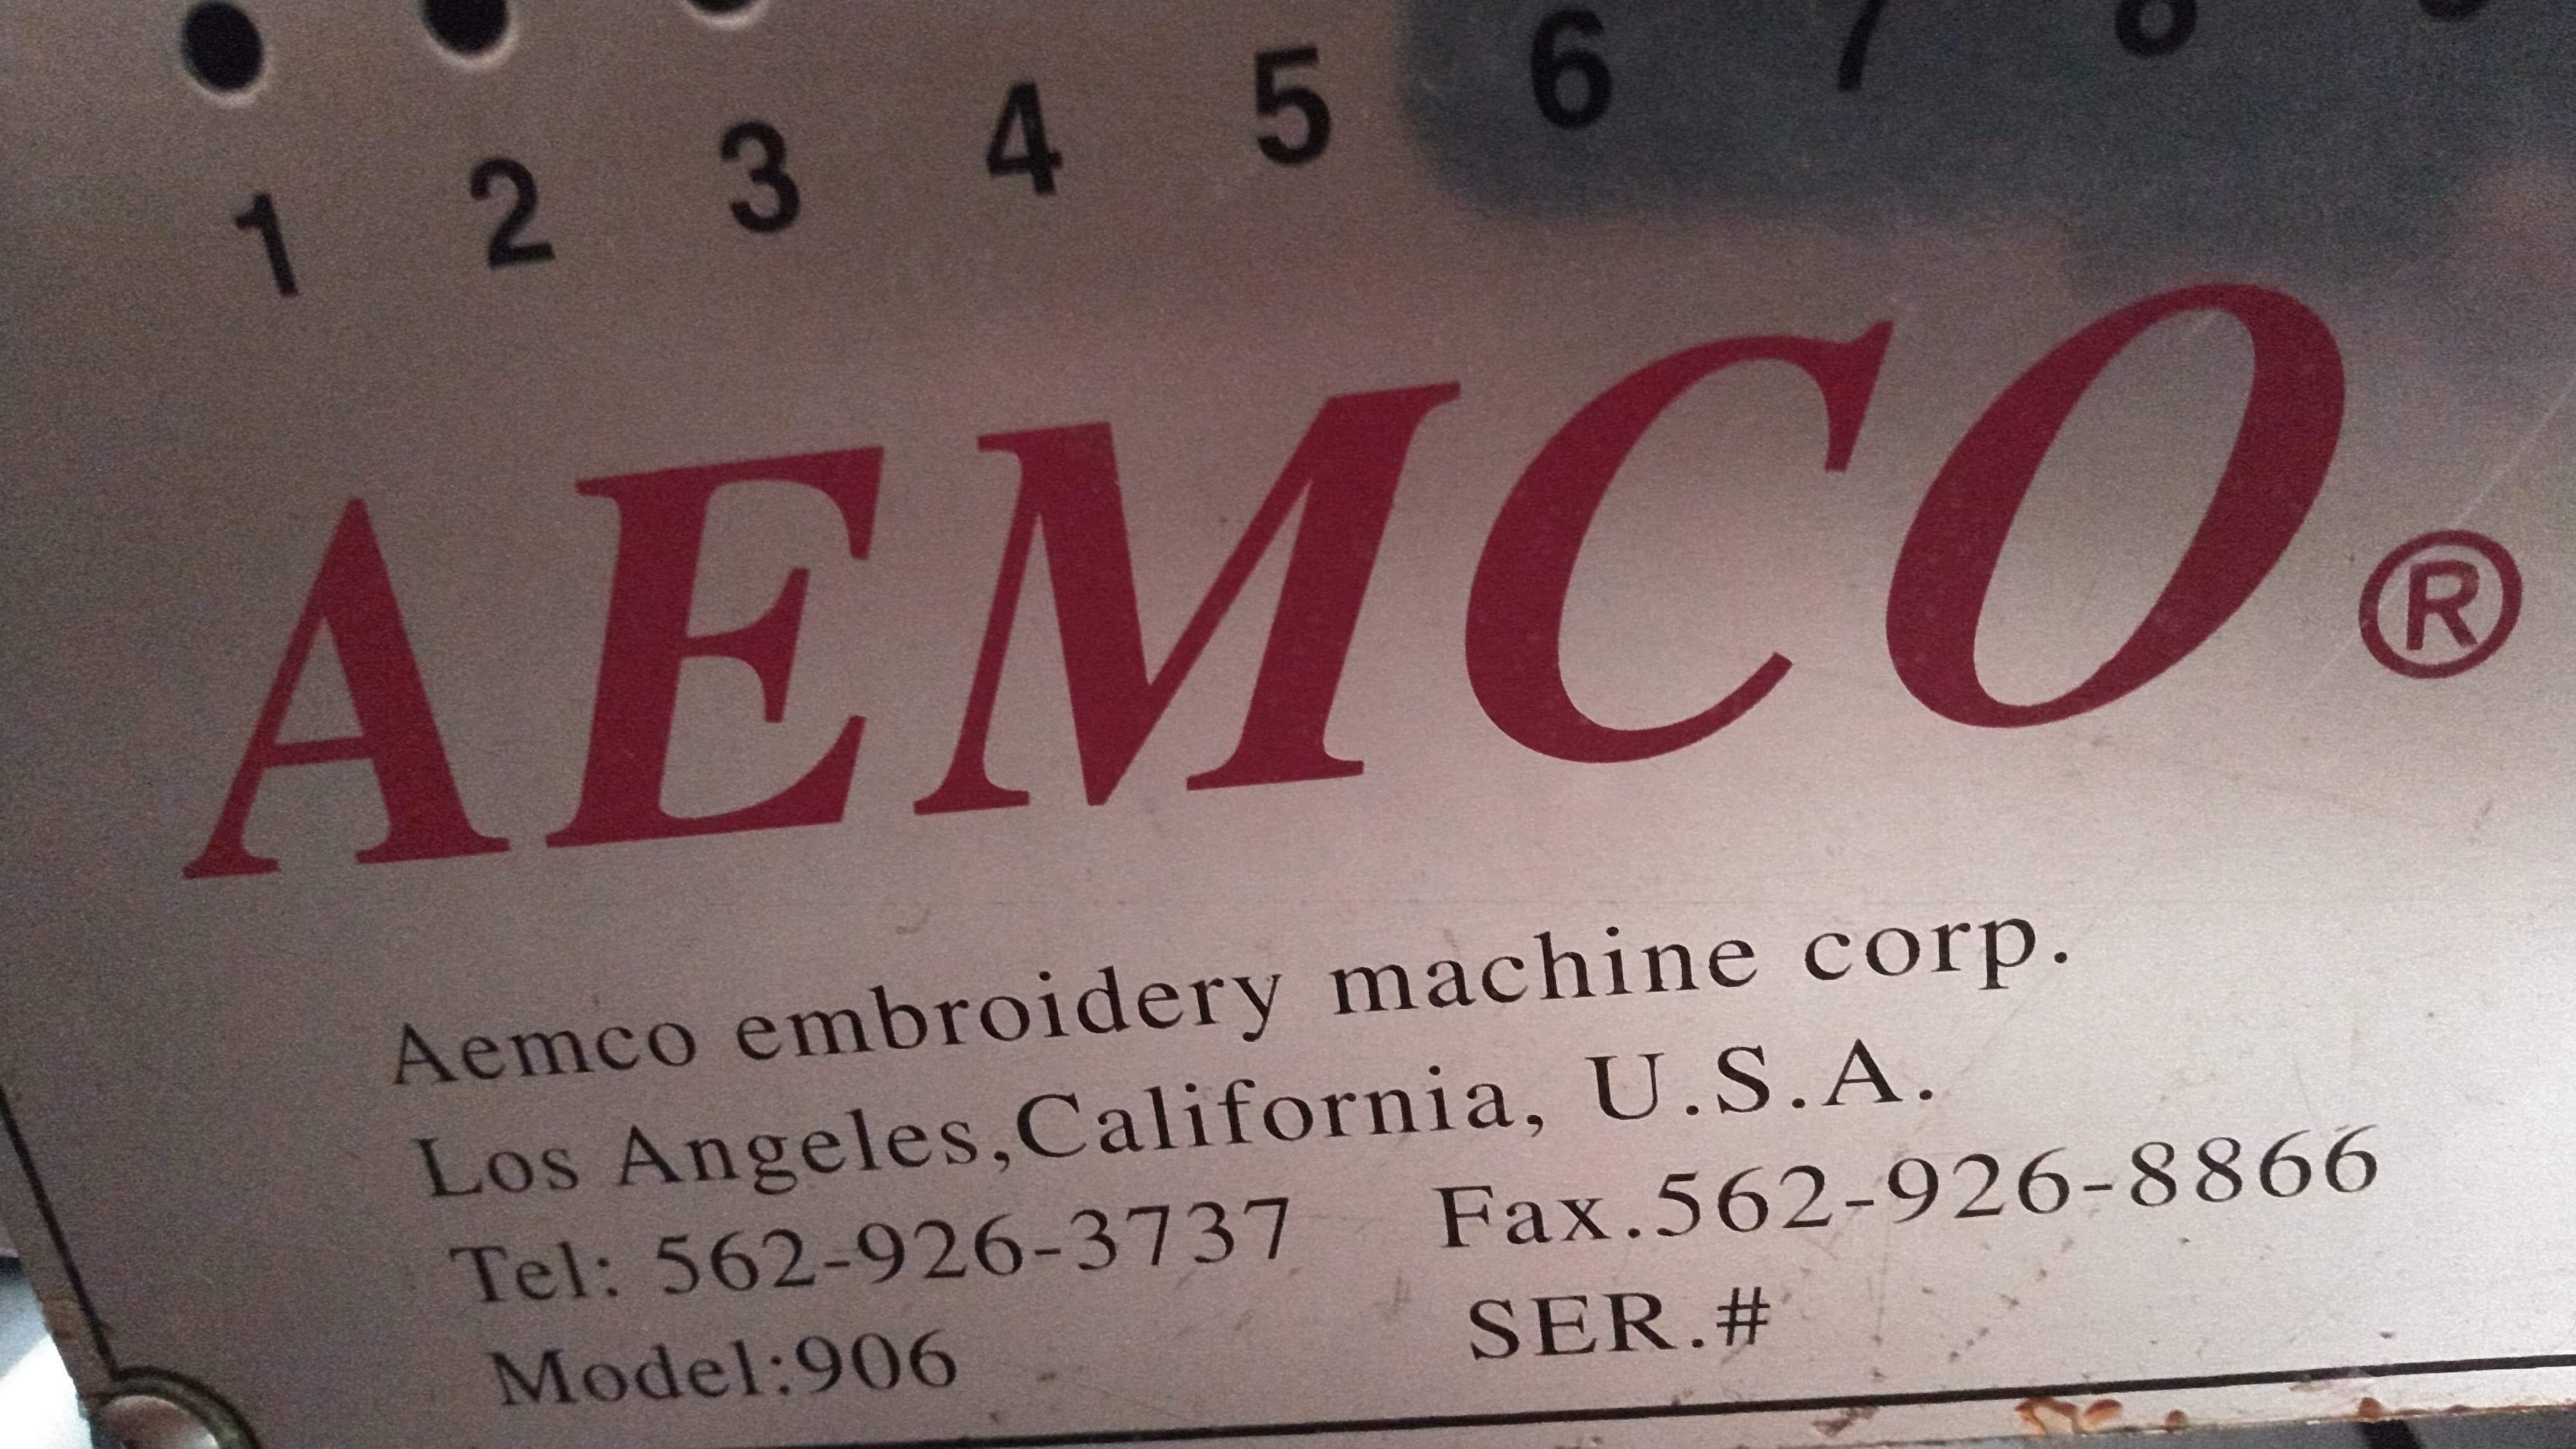 1 2 3 4 5 6 7 8
AEMCO®
Aemco embroidery machine corp.
Los Angeles,California, U.S.A.
Tel: 562-926-3737 Fax.562-926-8866
Model:906 SER.#